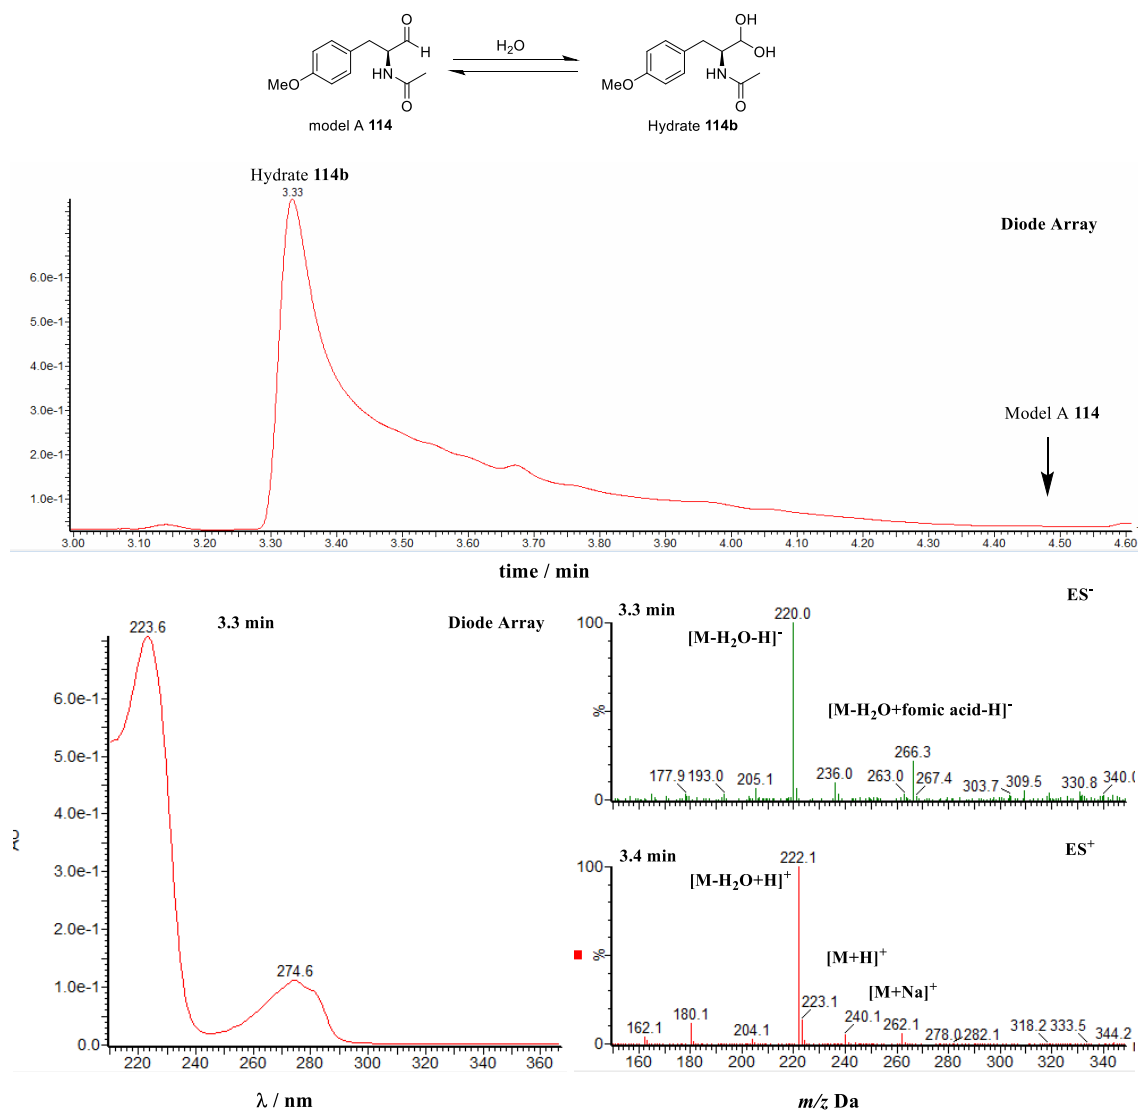 O
H
H₂O
OH
OH
HN
HN
MeO
MeO
O
O
model A 114
Hydrate 114b
Hydrate 114b
3.33
Diode Array
6.0e-1
5.0e-1
4.0e-1
3.0e-1
2.0e-1
1.0e-1
Model A 114
3.00 3.10 3.20 3.30 3.40 3.50 3.60 3.70 3.80 3.90 4.00 4.10 4.20 4.30 4.40 4.50 4.60
time / min
223.6
3.3 min
Diode Array
6.0e-1
5.0e-1
4.0e-1
3.0e-1
2.0e-1
1.0e-1
0.0
274.6
220 240 260 280 300 320 340 360
λ / nm
ES⁻
3.3 min
100
%
0
220.0
[M-H₂O-H]⁻
[M-H₂O+fomic acid-H]⁻
266.3
177.9 193.0 205.1 236.0 263.0 267.4 303.7 309.5 330.8 340.0
ES⁺
3.4 min
100
%
0
222.1
[M-H₂O+H]⁺
[M+H]⁺
[M+Na]⁺
162.1 180.1 204.1 223.1 240.1 262.1 278.0 282.1 318.2 333.5 344.2
160 180 200 220 240 260 280 300 320 340
m/z Da